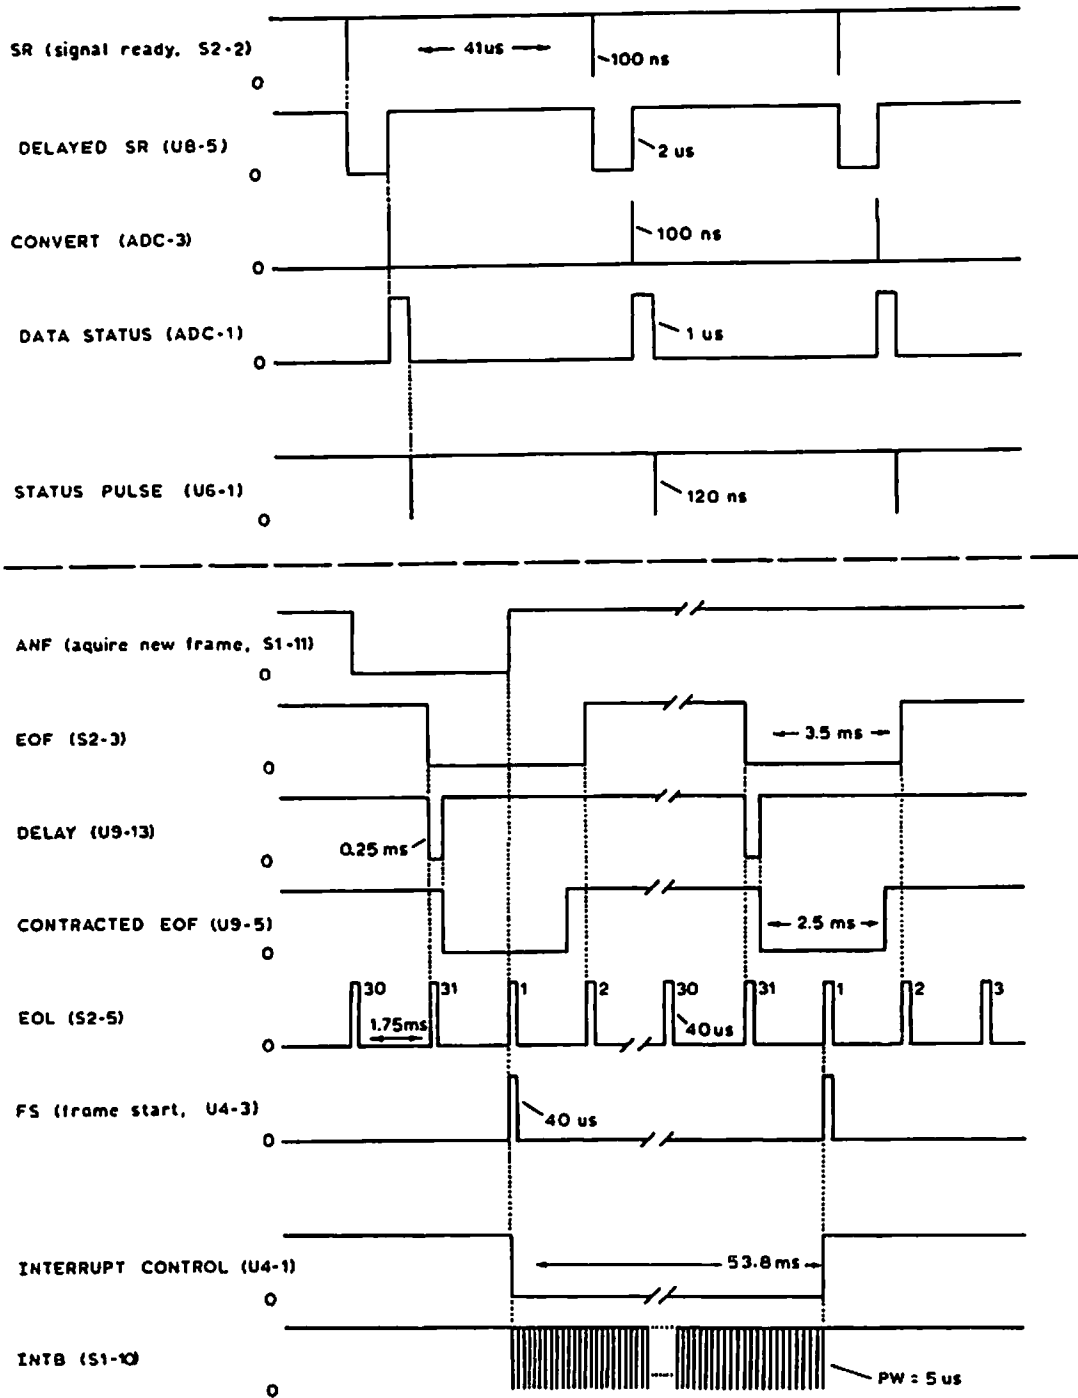 SR (signal ready, S2-2)
41us
100 ns
0
DELAYED SR (U8-5)
2 us
0
CONVERT (ADC-3)
100 ns
0
DATA STATUS (ADC-1)
1 us
0
STATUS PULSE (U6-1)
120 ns
0
ANF (aquire new frame, S1-11)
0
EOF (S2-3)
3.5 ms
0
DELAY (U9-13)
0.25 ms
0
CONTRACTED EOF (U9-5)
2.5 ms
0
30 31 1 2 30 31 1 2 3
EOL (S2-5)
1.75ms
40us
0
FS (frame start, U4-3)
40 us
0
INTERRUPT CONTROL (U4-1)
53.8 ms
0
INTB (S1-10)
PW = 5 us
0